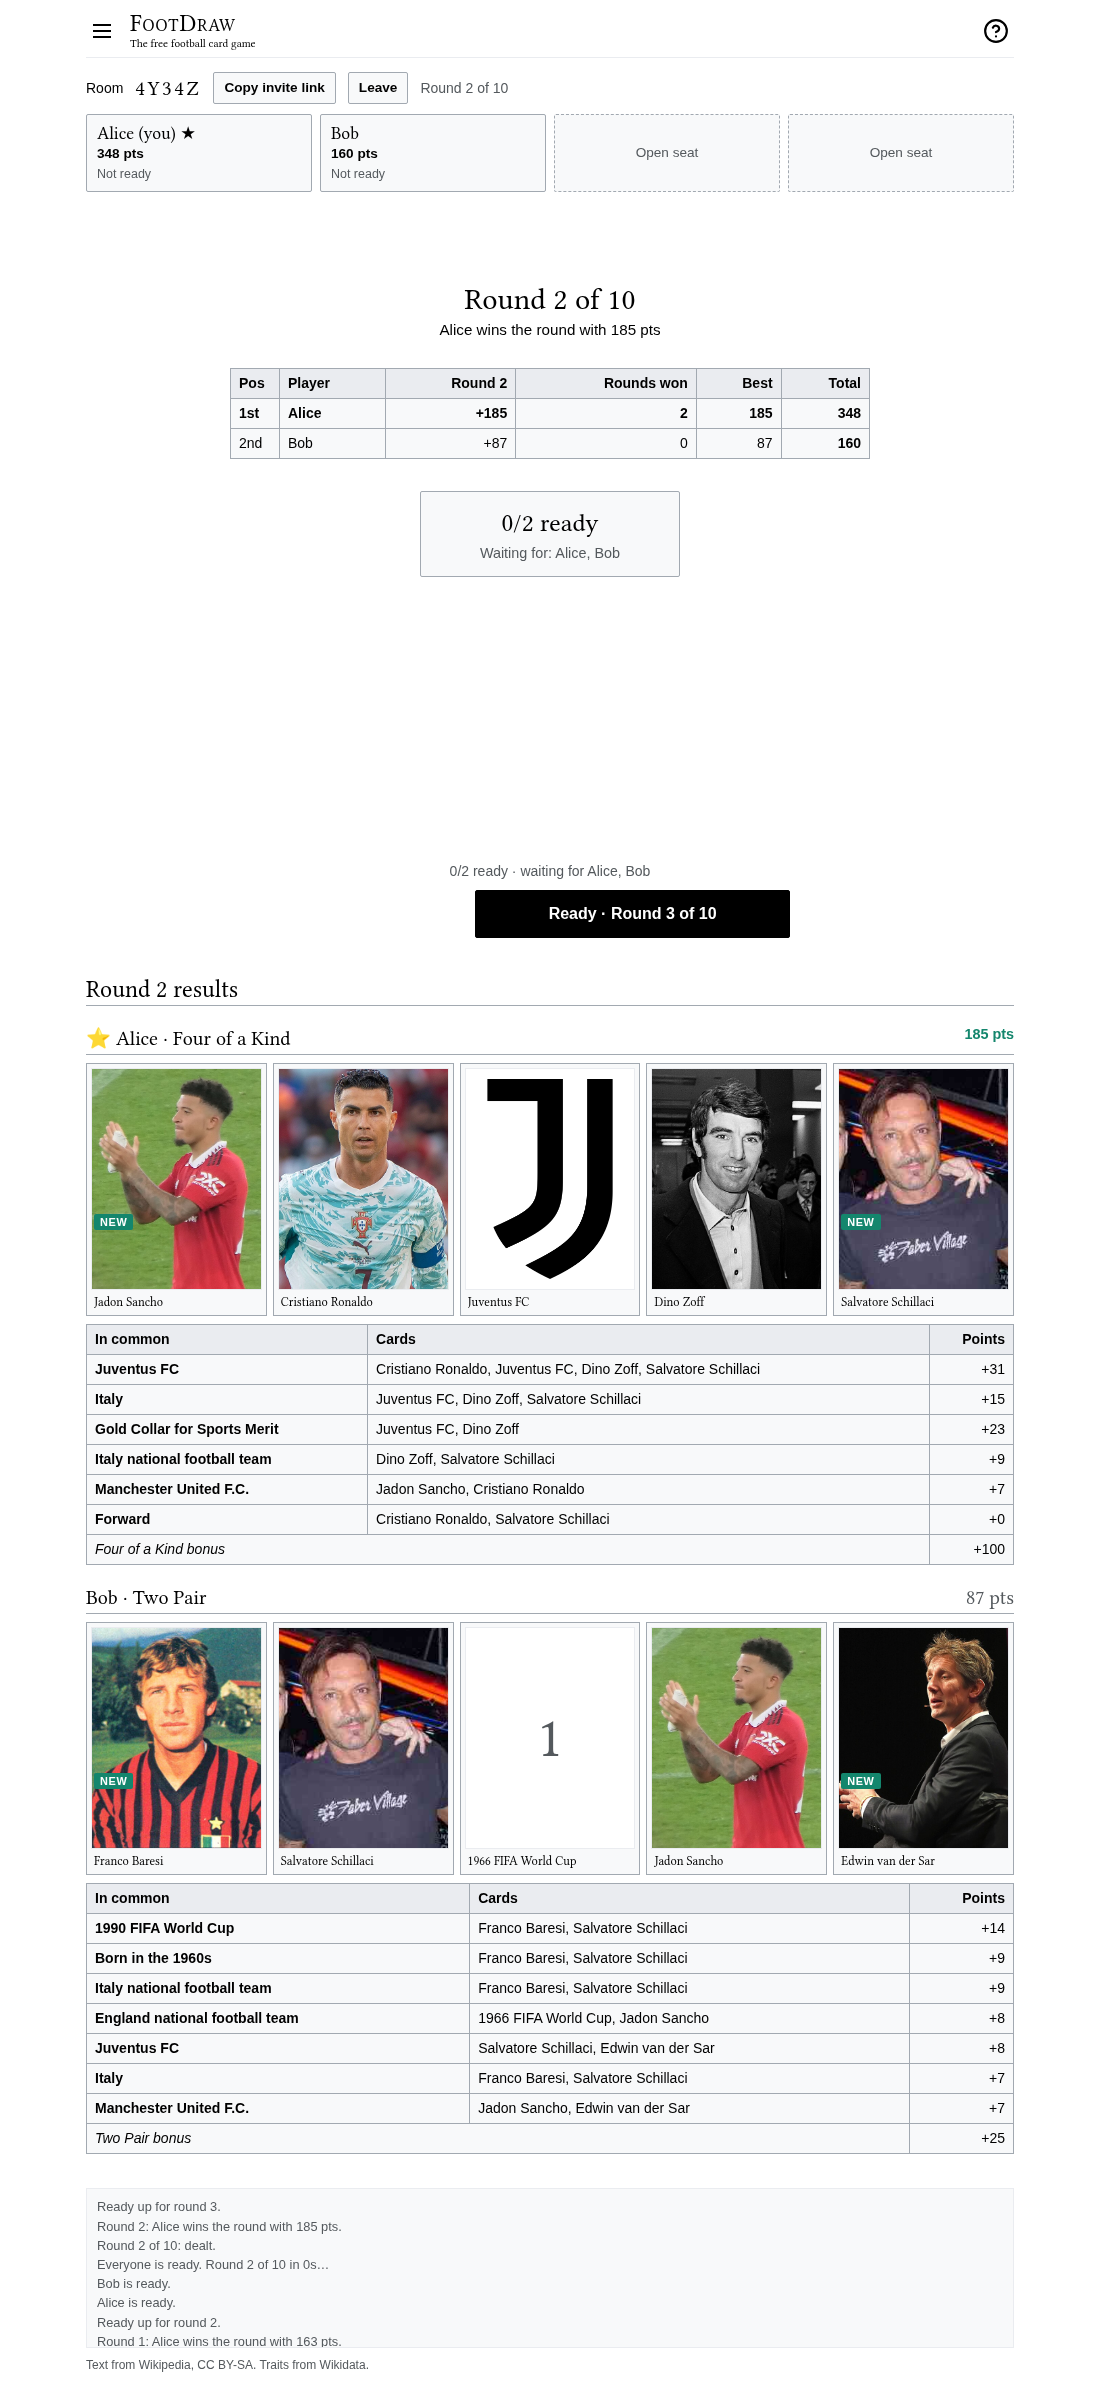 FootDraw
The free football card game
Room 4Y34Z Copy invite link Leave Round 2 of 10
Alice (you) ★
348 pts
Not ready
Bob
160 pts
Not ready
Open seat
Open seat
Round 2 of 10
Alice wins the round with 185 pts
Pos Player Round 2 Rounds won Best Total
1st Alice +185 2 185 348
2nd Bob +87 0 87 160
0/2 ready
Waiting for: Alice, Bob
0/2 ready · waiting for Alice, Bob
Ready · Round 3 of 10
Round 2 results
⭐ Alice · Four of a Kind 185 pts
NEW
Jadon Sancho
Cristiano Ronaldo
7
Juventus FC
Dino Zoff
Faber Village
NEW
Salvatore Schillaci
In common Cards Points
Juventus FC Cristiano Ronaldo, Juventus FC, Dino Zoff, Salvatore Schillaci +31
Italy Juventus FC, Dino Zoff, Salvatore Schillaci +15
Gold Collar for Sports Merit Juventus FC, Dino Zoff +23
Italy national football team Dino Zoff, Salvatore Schillaci +9
Manchester United F.C. Jadon Sancho, Cristiano Ronaldo +7
Forward Cristiano Ronaldo, Salvatore Schillaci +0
Four of a Kind bonus +100
Bob · Two Pair 87 pts
NEW
Franco Baresi
Faber Village
Salvatore Schillaci
1
1966 FIFA World Cup
Jadon Sancho
NEW
Edwin van der Sar
In common Cards Points
1990 FIFA World Cup Franco Baresi, Salvatore Schillaci +14
Born in the 1960s Franco Baresi, Salvatore Schillaci +9
Italy national football team Franco Baresi, Salvatore Schillaci +9
England national football team 1966 FIFA World Cup, Jadon Sancho +8
Juventus FC Salvatore Schillaci, Edwin van der Sar +8
Italy Franco Baresi, Salvatore Schillaci +7
Manchester United F.C. Jadon Sancho, Edwin van der Sar +7
Two Pair bonus +25
Ready up for round 3.
Round 2: Alice wins the round with 185 pts.
Round 2 of 10: dealt.
Everyone is ready. Round 2 of 10 in 0s…
Bob is ready.
Alice is ready.
Ready up for round 2.
Round 1: Alice wins the round with 163 pts.
Text from Wikipedia, CC BY-SA. Traits from Wikidata.